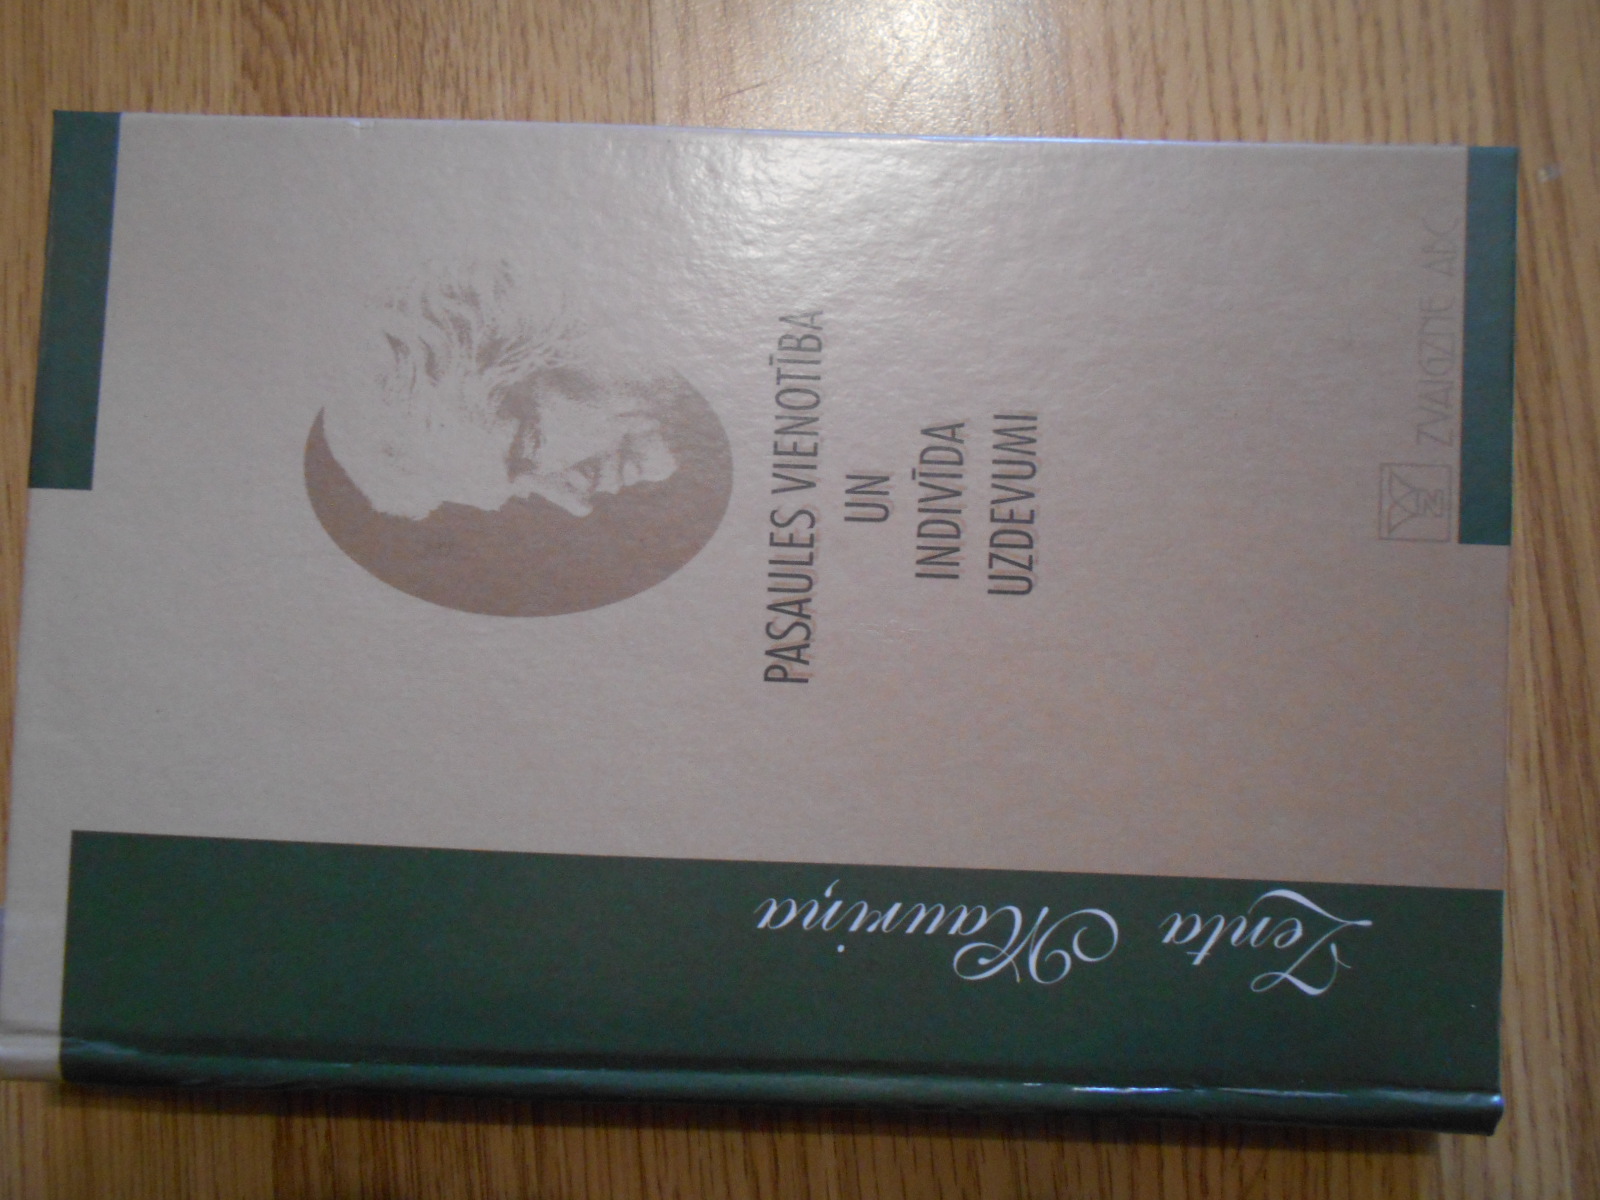 Zenta Mauriņa
PASAULES VIENOTĪBA
UN
INDIVĪDA
UZDEVUMI
ZVAIGZNE ABC